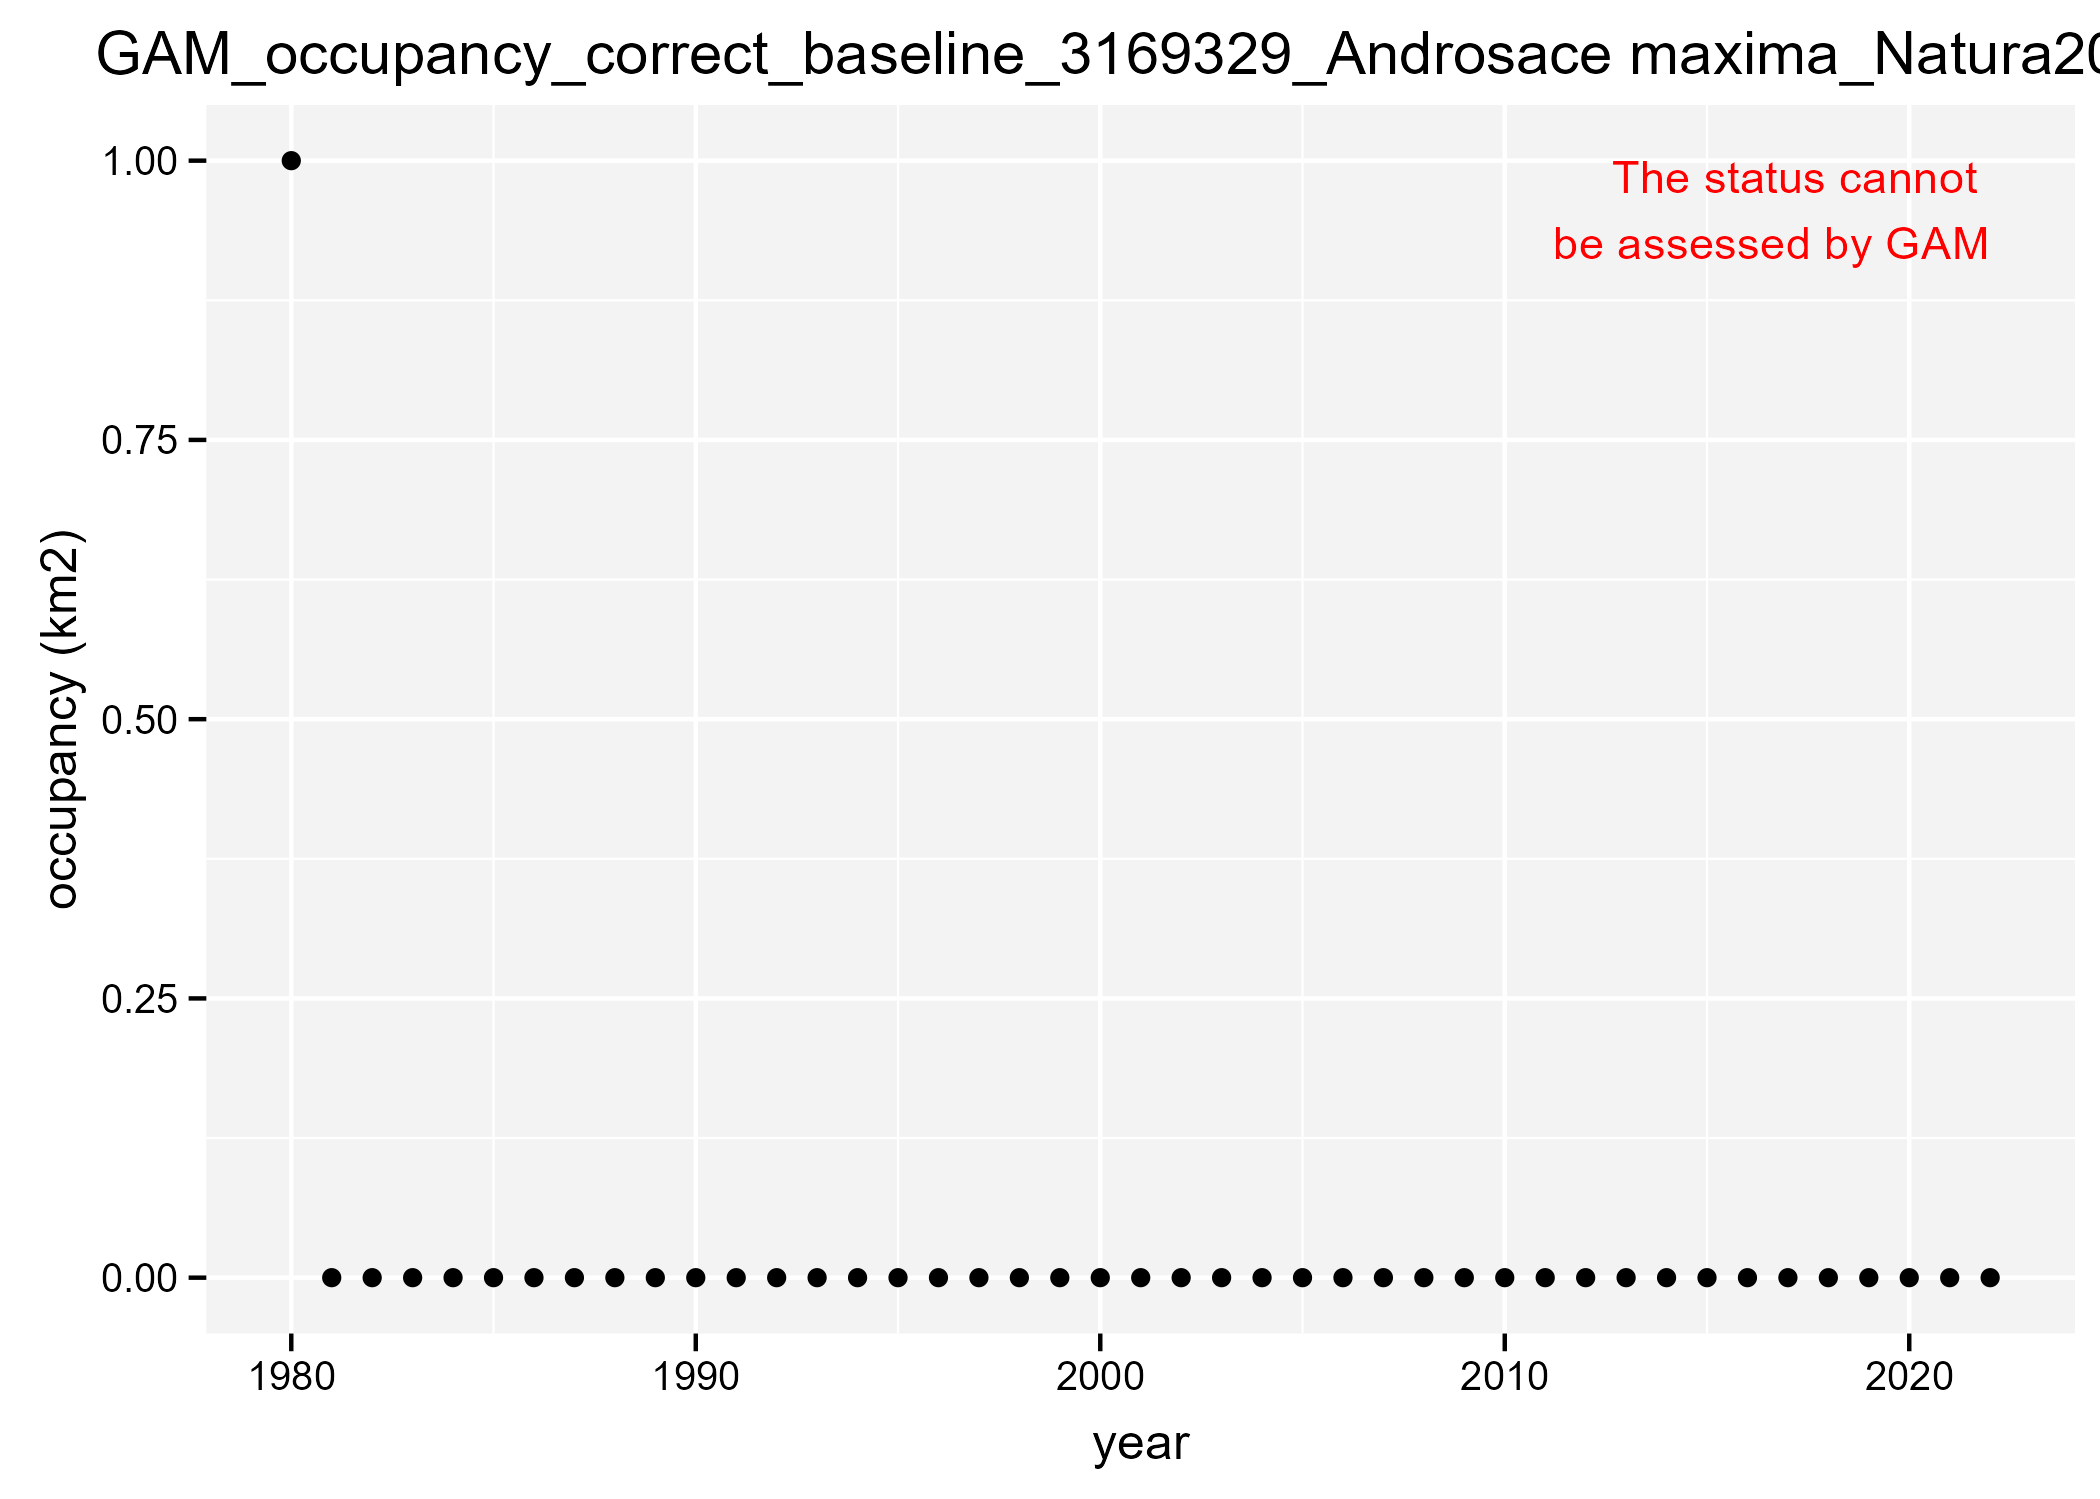 GAM_occupancy_correct_baseline_3169329_Androsace maxima_Natura20
The status cannot
be assessed by GAM
1.00
0.75
0.50
0.25
0.00
occupancy (km2)
1980 1990 2000 2010 2020
year